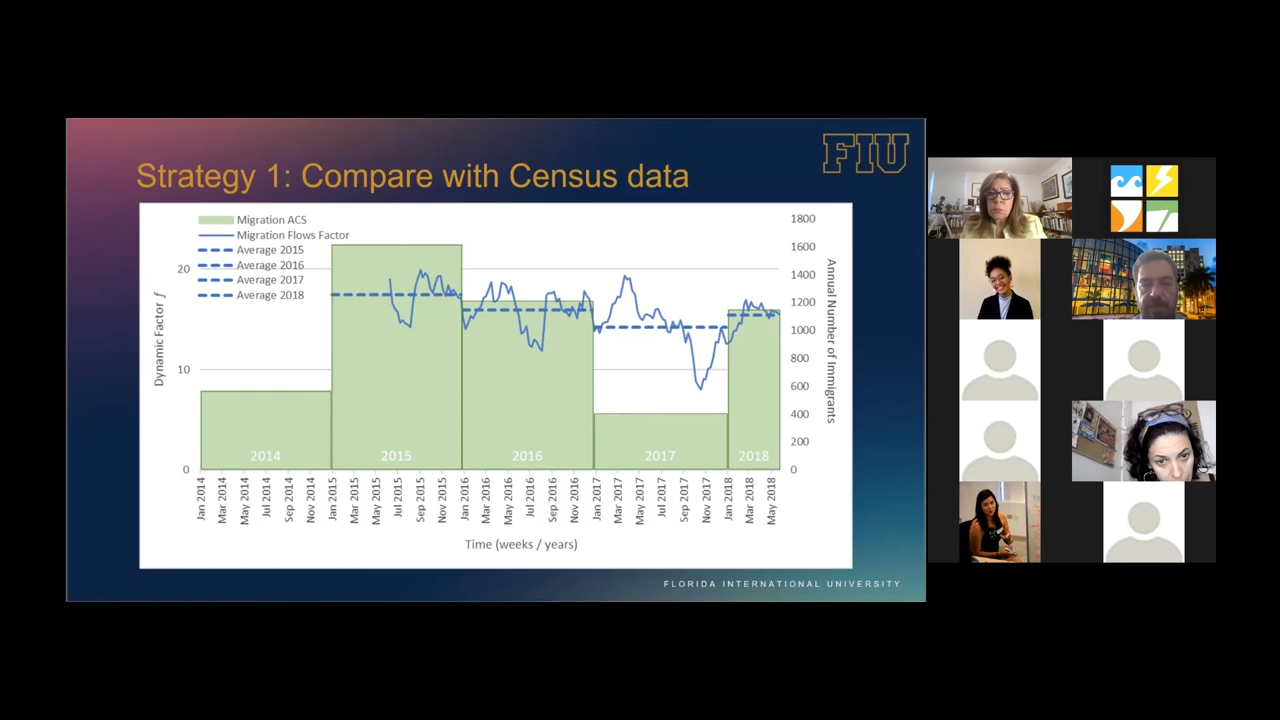 FIU
Strategy 1: Compare with Census data
Migration ACS
Migration Flows Factor
Average 2015
Average 2016
Average 2017
Average 2018
20
10
0
Dynamic Factor f
1800
1600
1400
1200
1000
800
600
400
200
0
Annual Number of Immigrants
2014
2015
2016
2017
2018
Jan 2014
Mar 2014
May 2014
Jul 2014
Sep 2014
Nov 2014
Jan 2015
Mar 2015
May 2015
Jul 2015
Sep 2015
Nov 2015
Jan 2016
Mar 2016
May 2016
Jul 2016
Sep 2016
Nov 2016
Jan 2017
Mar 2017
May 2017
Jul 2017
Sep 2017
Nov 2017
Jan 2018
Mar 2018
May 2018
Time (weeks / years)
FLORIDA INTERNATIONAL UNIVERSITY